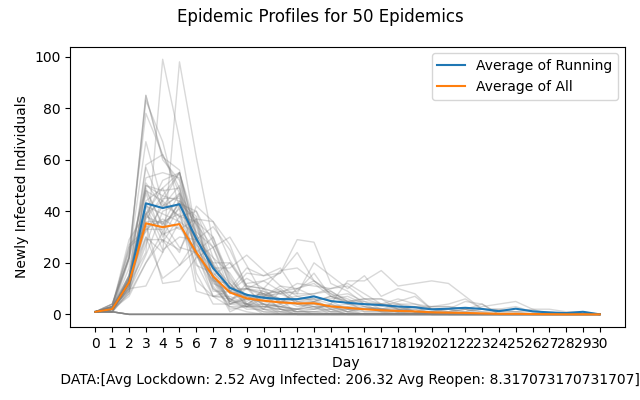 Epidemic Profiles for 50 Epidemics
Average of Running
Average of All
Newly Infected Individuals
100
80
60
40
20
0
0 1 2 3 4 5 6 7 8 9 10 11 12 13 14 15 16 17 18 19 20 21 22 23 24 25 26 27 28 29 30
Day
DATA:[Avg Lockdown: 2.52 Avg Infected: 206.32 Avg Reopen: 8.317073170731707]